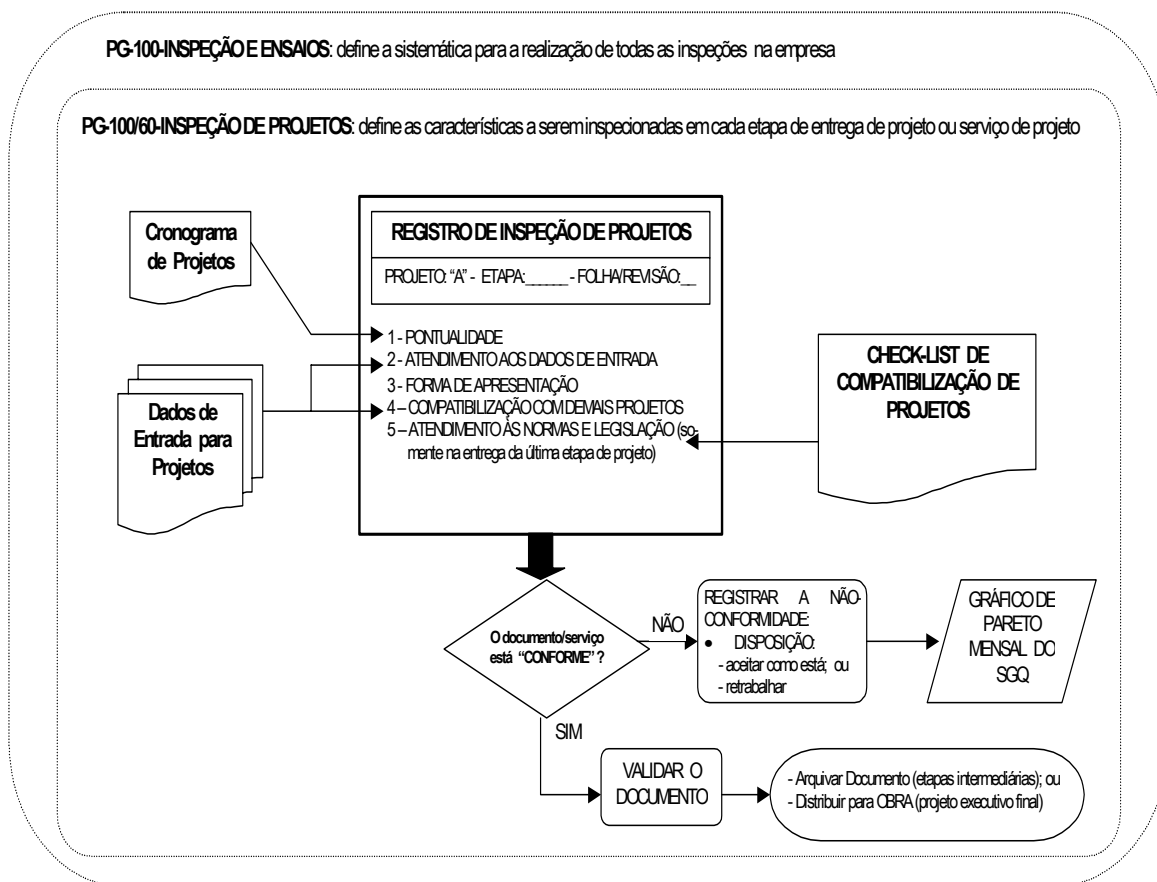 PG-100-INSPEÇÃO E ENSAIOS: define a sistemática para a realização de todas as inspeções na empresa
PG-100/60-INSPEÇÃO DE PROJETOS: define as características a serem inspecionadas em cada etapa de entrega de projeto ou serviço de projeto
Cronograma
de Projetos
Dados de
Entrada para
Projetos
REGISTRO DE INSPEÇÃO DE PROJETOS
PROJETO: “A” - ETAPA:______ - FOLHA/REVISÃO:__
1 - PONTUALIDADE
2 - ATENDIMENTO AOS DADOS DE ENTRADA
3 - FORMA DE APRESENTAÇÃO
4 – COMPATIBILIZAÇÃO COM DEMAIS PROJETOS
5 – ATENDIMENTO ÀS NORMAS E LEGISLAÇÃO (so-
mente na entrega da última etapa de projeto)
CHECK-LIST DE
COMPATIBILIZAÇÃO DE
PROJETOS
O documento/serviço
está “CONFORME” ?
NÃO
REGISTRAR A NÃO-
CONFORMIDADE:
• DISPOSIÇÃO:
- aceitar como está; ou
- retrabalhar
GRÁFICO DE
PARETO
MENSAL DO
SGQ
SIM
VALIDAR O
DOCUMENTO
- Arquivar Documento (etapas intermediárias); ou
- Distribuir para OBRA (projeto executivo final)